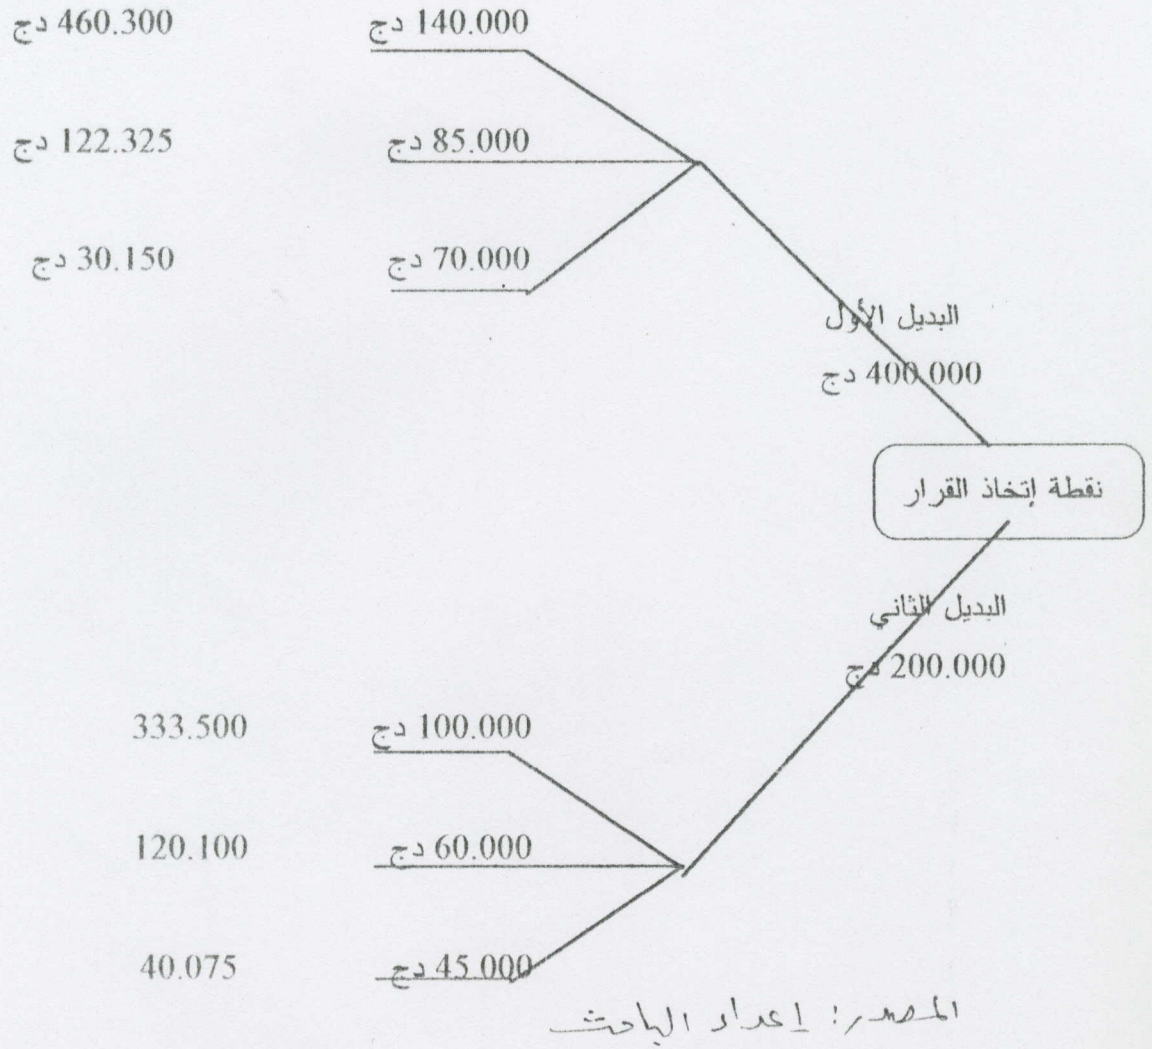 140.000 دج
460.300 دج
85.000 دج
122.325 دج
70.000 دج
30.150 دج
البديل الأول
400.000 دج
نقطة إتخاذ القرار
البديل الثاني
200.000 دج
100.000 دج
333.500
60.000 دج
120.100
45.000 دج
40.075
المصدر: إعداد الباحث